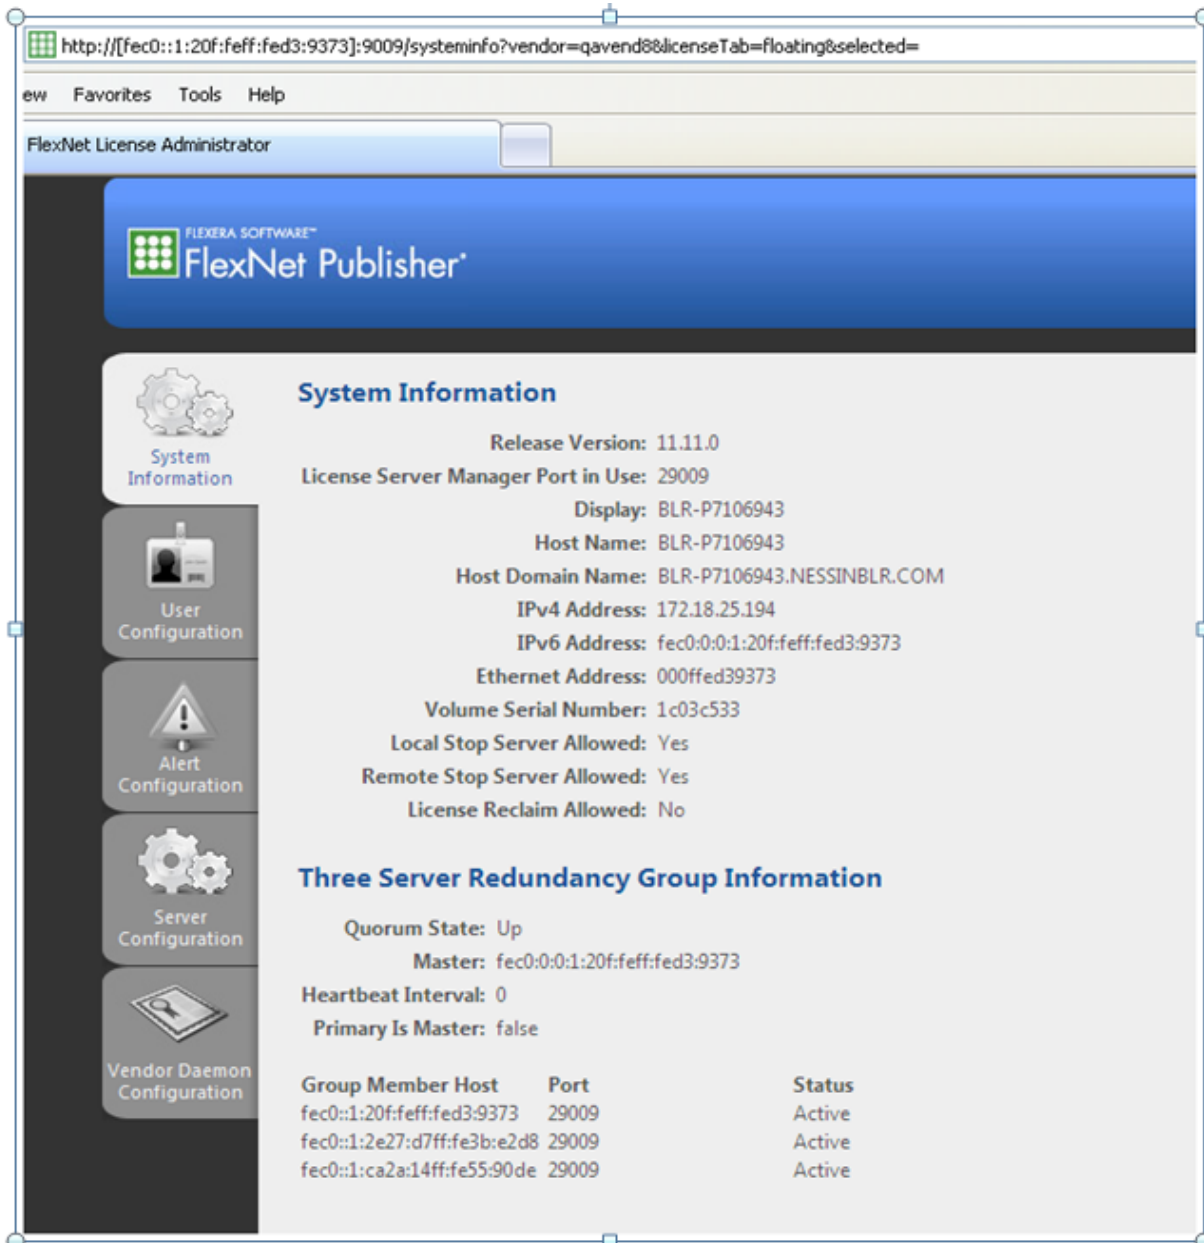 http://[fec0::1:20f:feff:fed3:9373]:9009/systeminfo?vendor=qavend8&licenseTab=floating&selected=
ew Favorites Tools Help
FlexNet License Administrator
FLEXERA SOFTWARE™
FlexNet Publisher®
System Information
User Configuration
Alert Configuration
Server Configuration
Vendor Daemon Configuration
System Information
Release Version: 11.11.0
License Server Manager Port in Use: 29009
Display: BLR-P7106943
Host Name: BLR-P7106943
Host Domain Name: BLR-P7106943.NESSINBLR.COM
IPv4 Address: 172.18.25.194
IPv6 Address: fec0:0:0:1:20f:feff:fed3:9373
Ethernet Address: 000ffed39373
Volume Serial Number: 1c03c533
Local Stop Server Allowed: Yes
Remote Stop Server Allowed: Yes
License Reclaim Allowed: No
Three Server Redundancy Group Information
Quorum State: Up
Master: fec0:0:0:1:20f:feff:fed3:9373
Heartbeat Interval: 0
Primary Is Master: false
Group Member Host Port Status
fec0::1:20f:feff:fed3:9373 29009 Active
fec0::1:2e27:d7ff:fe3b:e2d8 29009 Active
fec0::1:ca2a:14ff:fe55:90de 29009 Active